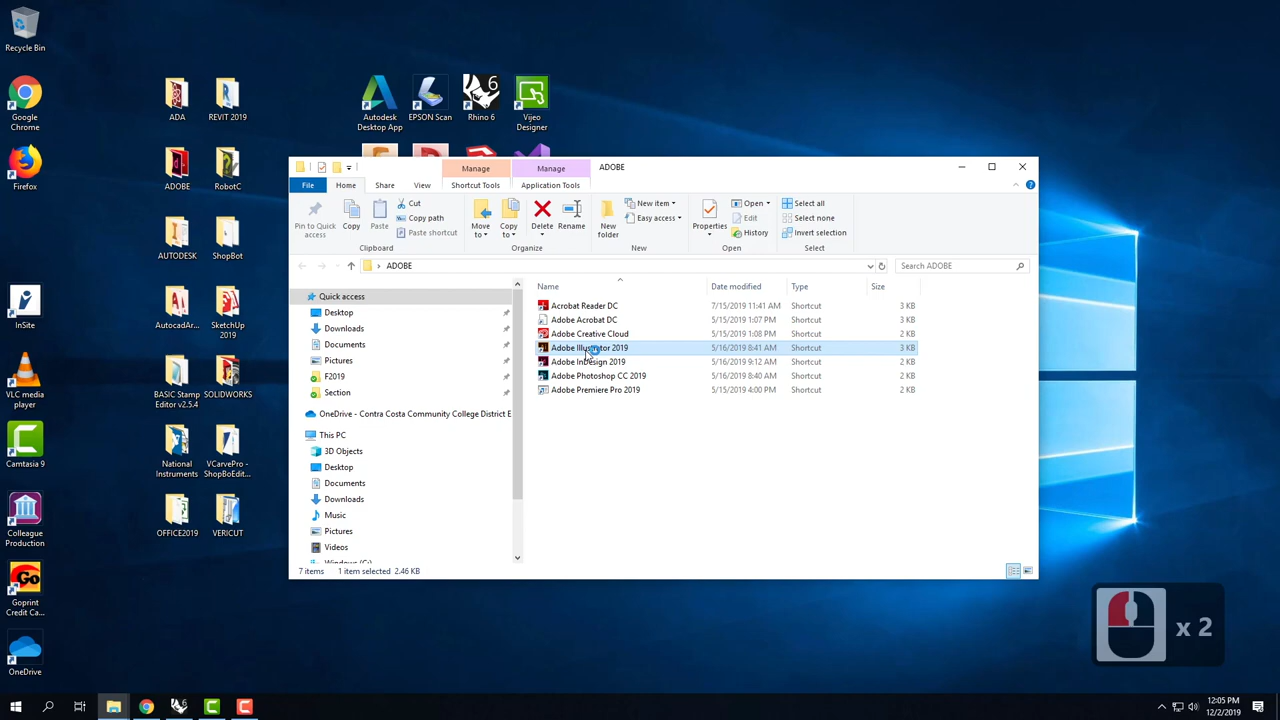 Recycle Bin
Google Chrome
Firefox
InSite
VLC media player
Camtasia 9
Colleague Production
Goprint Credit Ca...
OneDrive
ADA
REVIT 2019
ADOBE
RobotC
AUTODESK
ShopBot
AutocadAr...
SketchUp 2019
BASIC Stamp Editor v2.5.4
SOLIDWORKS
National Instruments
VCarvePro - ShopBoEdit...
OFFICE2019
VERICUT
Autodesk Desktop App
EPSON Scan
6
Rhino 6
Vijeo Designer
Manage
Manage
ADOBE
File
Home
Share
View
Shortcut Tools
Application Tools
Pin to Quick access
Copy
Paste
Cut
Copy path
Paste shortcut
Clipboard
Move to
Copy to
Delete
Rename
Organize
New folder
New item
Easy access
New
Properties
Open
Edit
History
Open
Select all
Select none
Invert selection
Select
ADOBE
Search ADOBE
Quick access
Desktop
Downloads
Documents
Pictures
F2019
Section
OneDrive - Contra Costa Community College District E
This PC
3D Objects
Desktop
Documents
Downloads
Music
Pictures
Videos
Windows (C:)
Name Date modified Type Size
Acrobat Reader DC 7/15/2019 11:41 AM Shortcut 3 KB
Adobe Acrobat DC 5/15/2019 1:07 PM Shortcut 3 KB
Adobe Creative Cloud 5/15/2019 1:08 PM Shortcut 2 KB
Adobe Illustrator 2019 5/16/2019 8:41 AM Shortcut 3 KB
Adobe InDesign 2019 5/16/2019 9:12 AM Shortcut 2 KB
Adobe Photoshop CC 2019 5/16/2019 8:40 AM Shortcut 2 KB
Adobe Premiere Pro 2019 5/15/2019 4:00 PM Shortcut 2 KB
7 items 1 item selected 2.46 KB
x 2
12:05 PM
12/2/2019